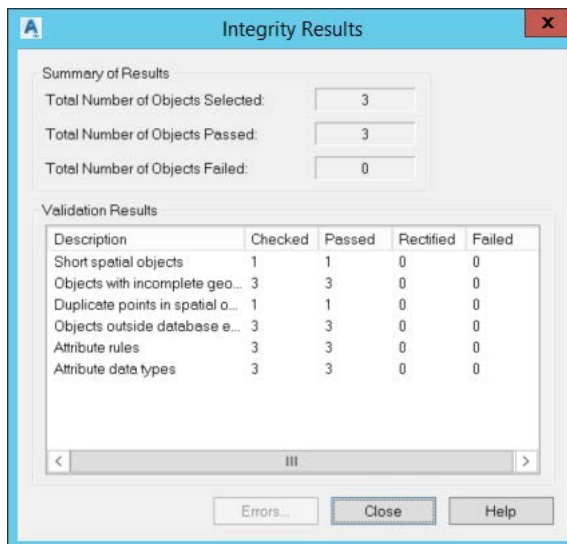 Integrity Results
Summary of Results
Total Number of Objects Selected: 3
Total Number of Objects Passed: 3
Total Number of Objects Failed: 0
Validation Results
Description Checked Passed Rectified Failed
Short spatial objects 1 1 0 0
Objects with incomplete geo... 3 3 0 0
Duplicate points in spatial o... 1 1 0 0
Objects outside database e... 3 3 0 0
Attribute rules 3 3 0 0
Attribute data types 3 3 0 0
Errors... Close Help